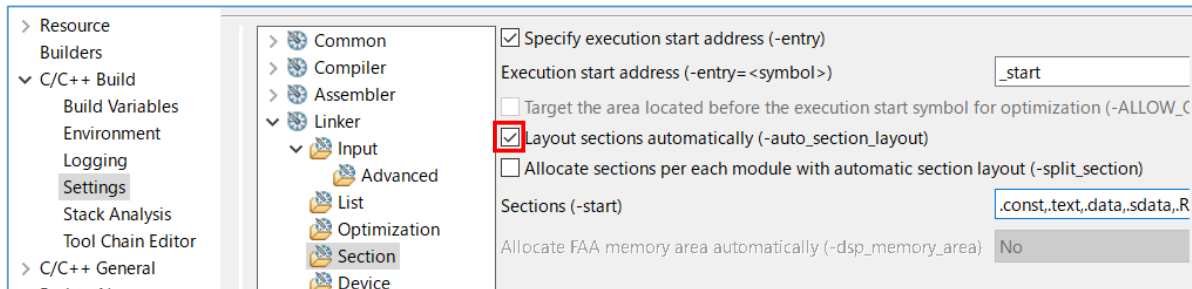 Resource
Builders
C/C++ Build
Build Variables
Environment
Logging
Settings
Stack Analysis
Tool Chain Editor
C/C++ General
Common
Compiler
Assembler
Linker
Input
Advanced
List
Optimization
Section
Device
Specify execution start address (-entry)
Execution start address (-entry=<symbol>)
_start
Target the area located before the execution start symbol for optimization (-ALLOW_
Layout sections automatically (-auto_section_layout)
Allocate sections per each module with automatic section layout (-split_section)
Sections (-start)
.const,.text,.data,.sdata,.R
Allocate FAA memory area automatically (-dsp_memory_area)
No